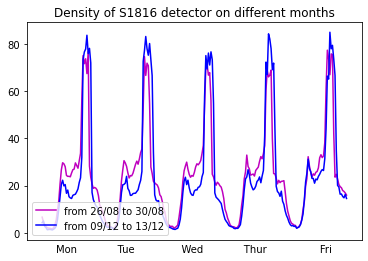 Density of S1816 detector on different months
80
60
40
20
0
from 26/08 to 30/08
from 09/12 to 13/12
Mon Tue Wed Thur Fri